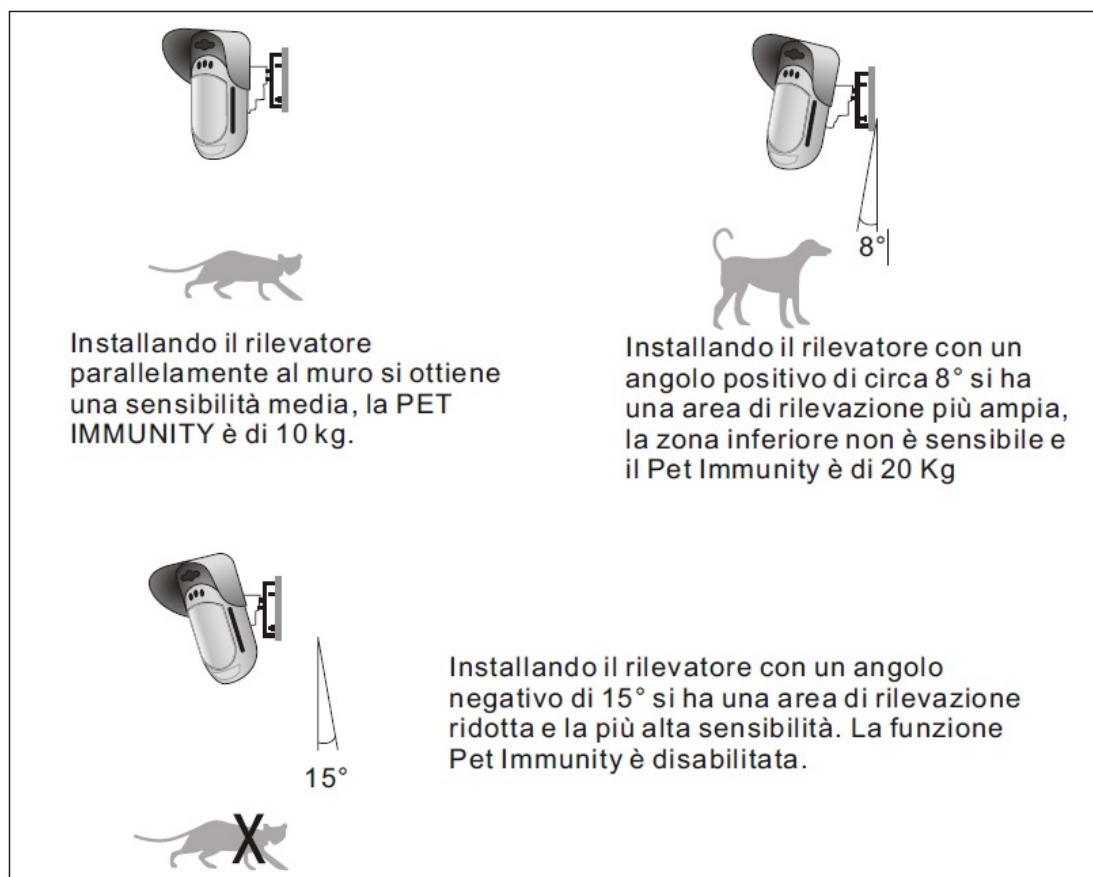 8°
Installando il rilevatore
parallelamente al muro si ottiene
una sensibilità media, la PET
IMMUNITY è di 10 kg.
Installando il rilevatore con un
angolo positivo di circa 8° si ha
una area di rilevazione più ampia,
la zona inferiore non è sensibile e
il Pet Immunity è di 20 Kg
15°
Installando il rilevatore con un angolo
negativo di 15° si ha una area di rilevazione
ridotta e la più alta sensibilità. La funzione
Pet Immunity è disabilitata.
X